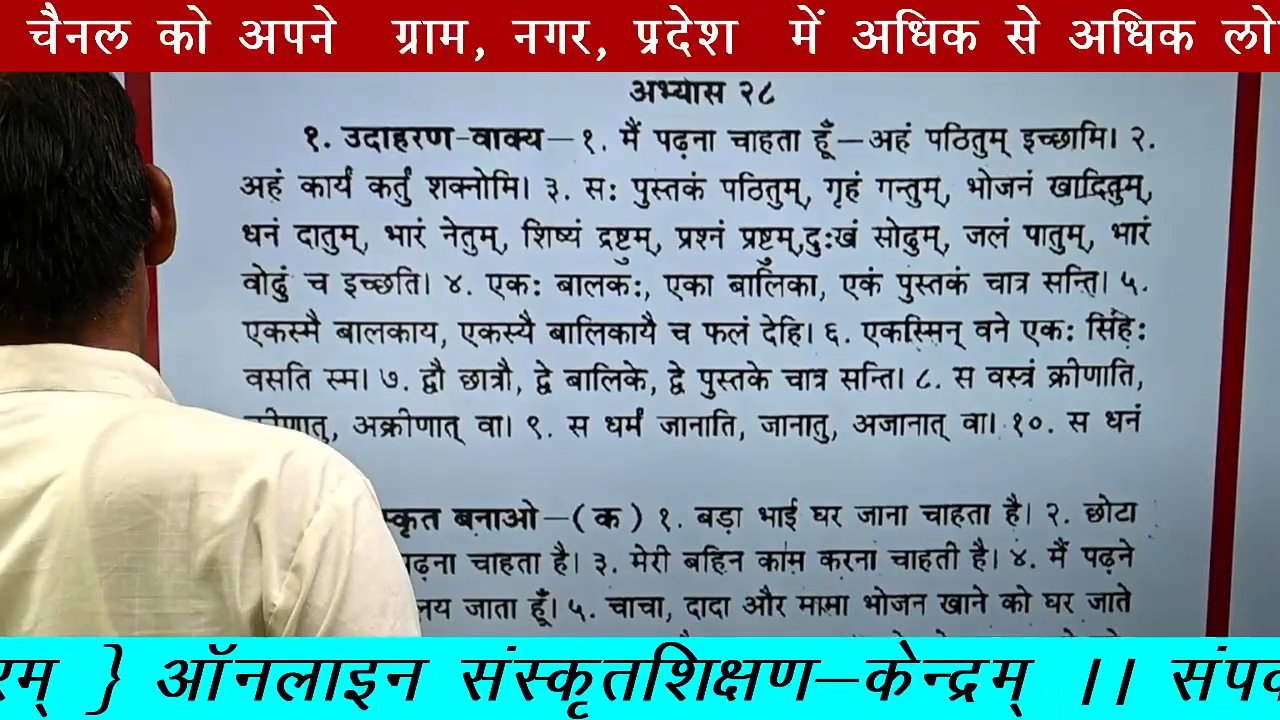 चैनल को अपने ग्राम, नगर, प्रदेश में अधिक से अधिक
अभ्यास २८
१. उदाहरण-वाक्य—१. मैं पढ़ना चाहता हूँ—अहं पठितुम् इच्छामि। २.
अहं कार्यं कर्तुं शक्नोमि। ३. सः पुस्तकं पठितुम्, गृहं गन्तुम्, भोजनं खादितुम्,
धनं दातुम्, भारं नेतुम्, शिष्यं द्रष्टुम्, प्रश्नं प्रष्टुम्,दुःखं सोढुम्, जलं पातुम्, भारं
वोढुं च इच्छति। ४. एकः बालकः, एका बालिका, एकं पुस्तकं चात्र सन्ति। ५.
एकस्मै बालकाय, एकस्यै बालिकायै च फलं देहि। ६. एकस्मिन् वने एकः सिंहः
वसति स्म। ७. द्वौ छात्रौ, द्वे बालिके, द्वे पुस्तके चात्र सन्ति। ८. स वस्त्रं क्रीणाति,
अक्रीणात् वा। ९. स धर्मं जानाति, जानातु, अजानात् वा। १०. स धनं
बनाओ—(क) १. बड़ा भाई घर जाना चाहता है। २. छोटा
चाहता है। ३. मेरी बहिन काम करना चाहती है। ४. मैं पढ़ने
जाता हूँ। ५. चाचा, दादा और मामा भोजन खाने को घर जाते
} ऑनलाइन संस्कृतशिक्षण—केन्द्रम् ।।